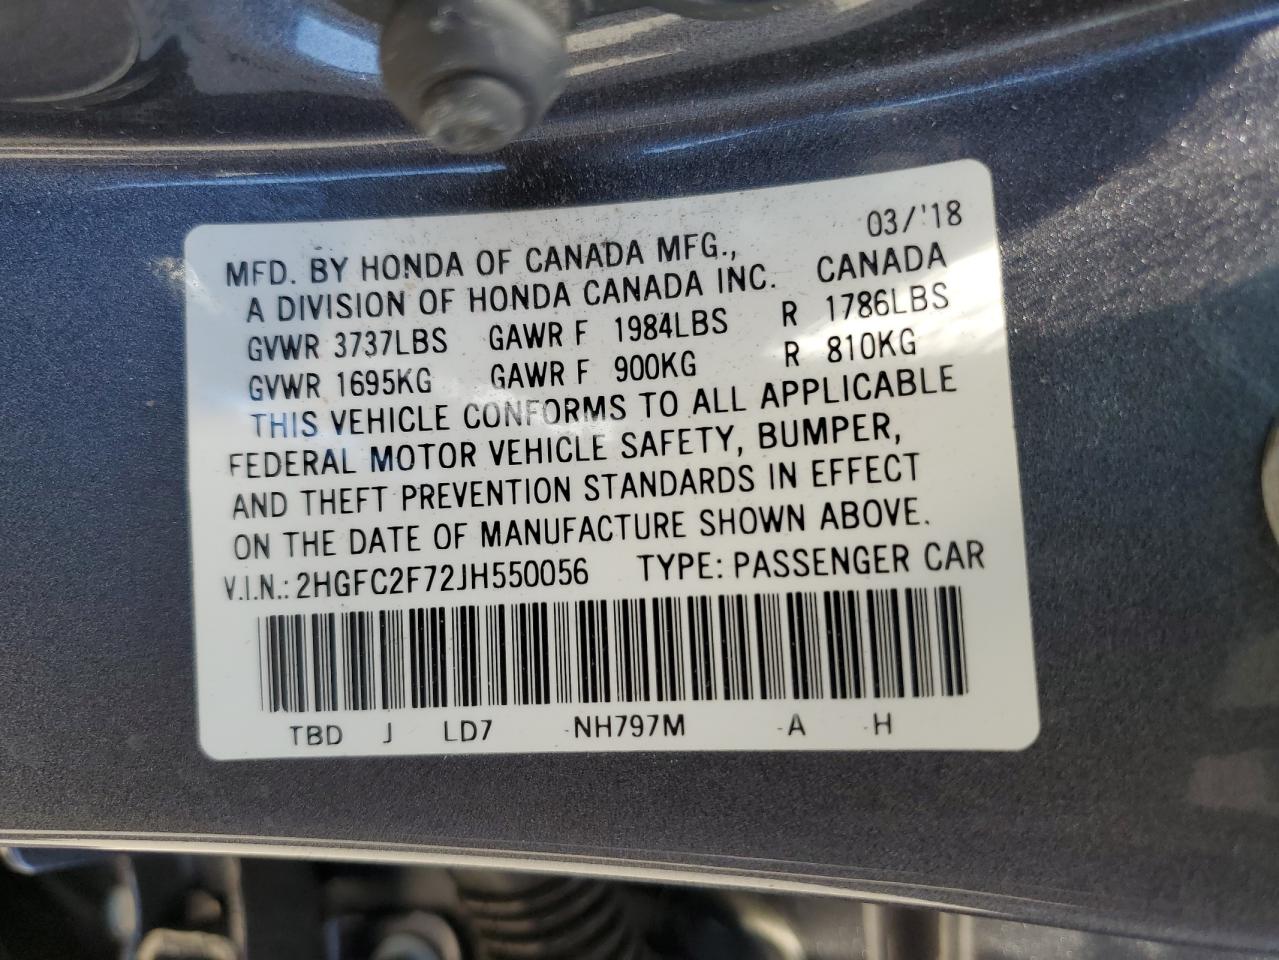 03/'18
MFD. BY HONDA OF CANADA MFG.,
A DIVISION OF HONDA CANADA INC. CANADA
GVWR 3737LBS GAWR F 1984LBS R 1786LBS
GVWR 1695KG GAWR F 900KG R 810KG
THIS VEHICLE CONFORMS TO ALL APPLICABLE
FEDERAL MOTOR VEHICLE SAFETY, BUMPER,
AND THEFT PREVENTION STANDARDS IN EFFECT
ON THE DATE OF MANUFACTURE SHOWN ABOVE.
V.I.N.: 2HGFC2F72JH550056 TYPE: PASSENGER CAR
TBD J LD7 -NH797M -A -H